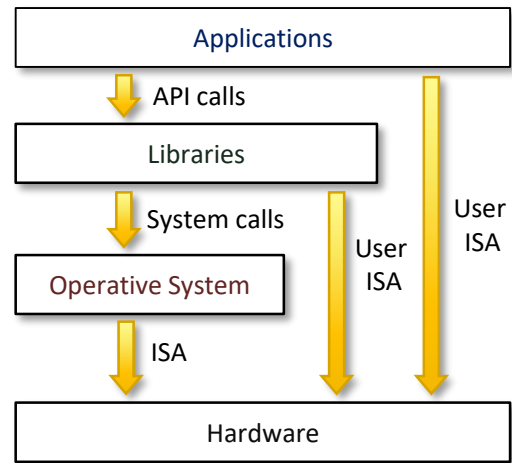 Applications
API calls
Libraries
System calls
User
ISA
User
ISA
Operative System
ISA
Hardware